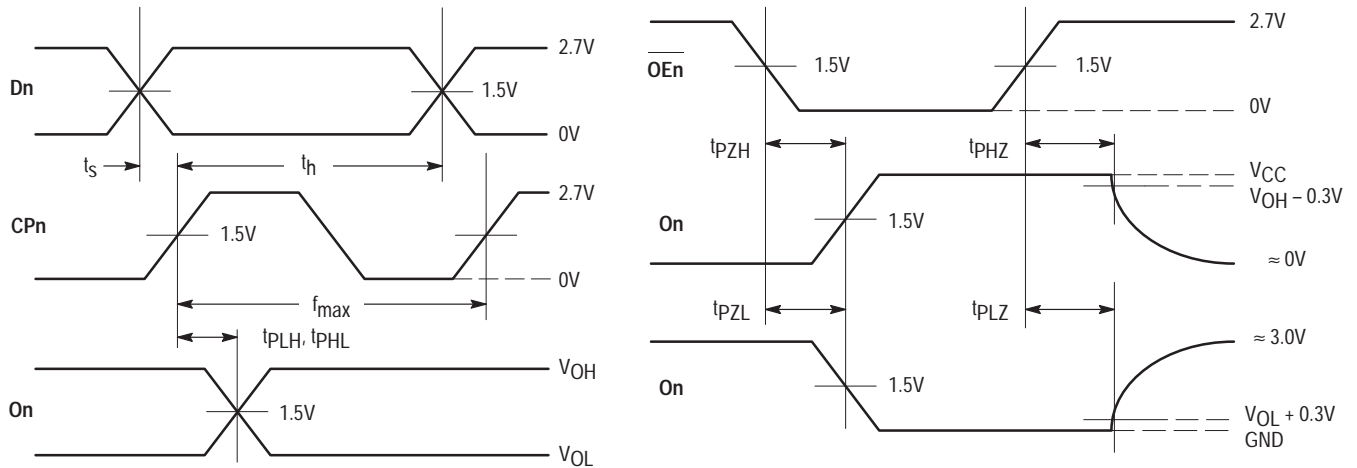 Dn
2.7V
1.5V
0V
ts
th
CPn
2.7V
1.5V
0V
fmax
tPLH, tPHL
On
VOH
1.5V
VOL
OEn
2.7V
1.5V
1.5V
0V
tPZH
tPHZ
On
VCC
VOH – 0.3V
1.5V
≈ 0V
tPZL
tPLZ
On
≈ 3.0V
1.5V
VOL + 0.3V
GND